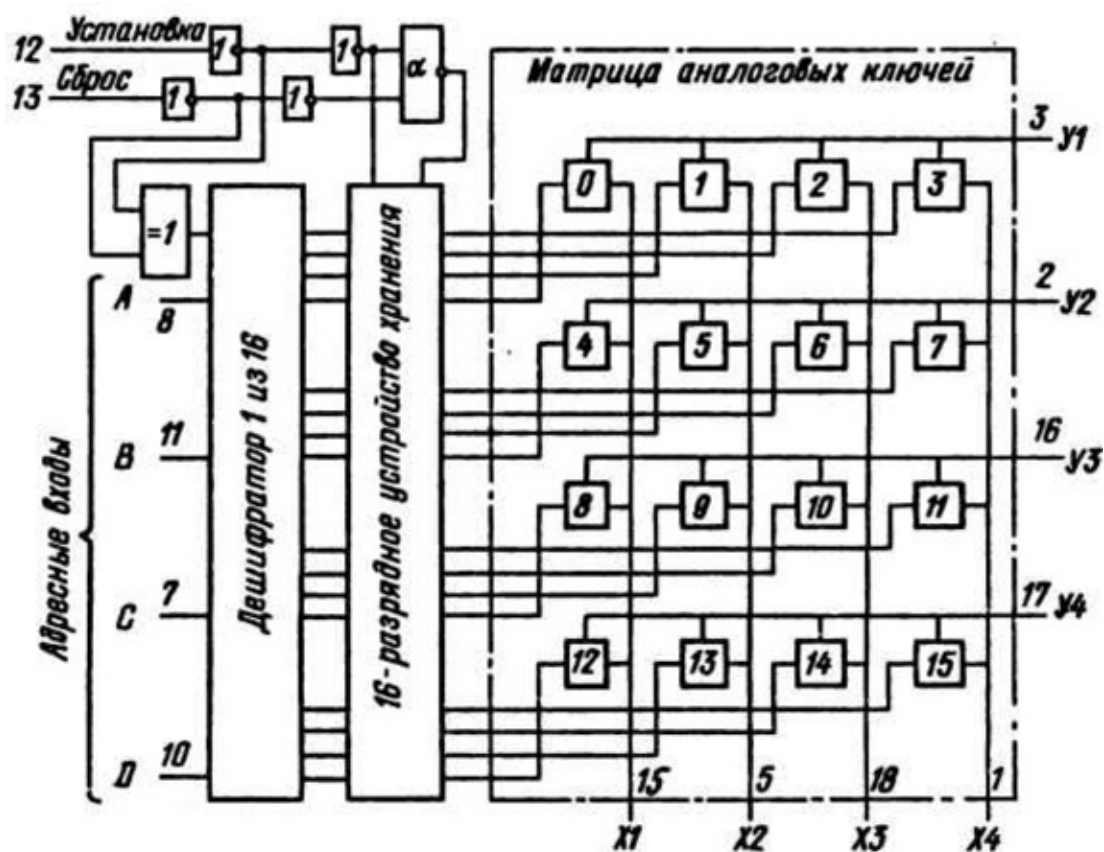 12 Установка 1 1 α
13 Сброс 1 1
Матрица аналоговых ключей
=1
Адресные входы
A 8
B 11
C 7
D 10
Дешифратор 1 из 16
16-разрядное устройство хранения
0 1 2 3
3 У1
4 5 6 7
2 У2
8 9 10 11
16 У3
12 13 14 15
17 У4
15 5 18 1
X1 X2 X3 X4